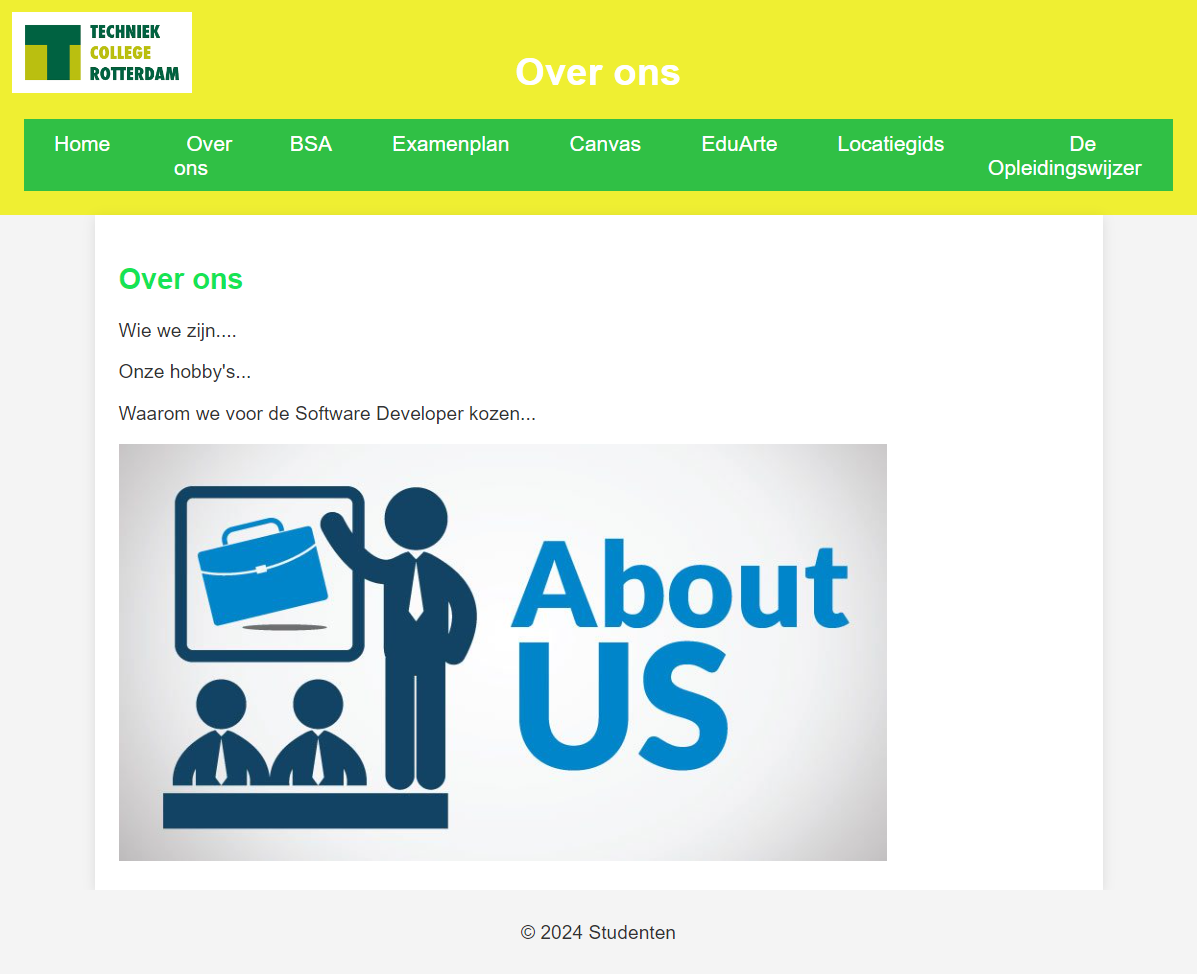 TECHNIEK
COLLEGE
ROTTERDAM
Over ons
Home
Over
ons
BSA
Examenplan
Canvas
EduArte
Locatiegids
De
Opleidingswijzer
Over ons
Wie we zijn....
Onze hobby's...
Waarom we voor de Software Developer kozen...
About
US
© 2024 Studenten